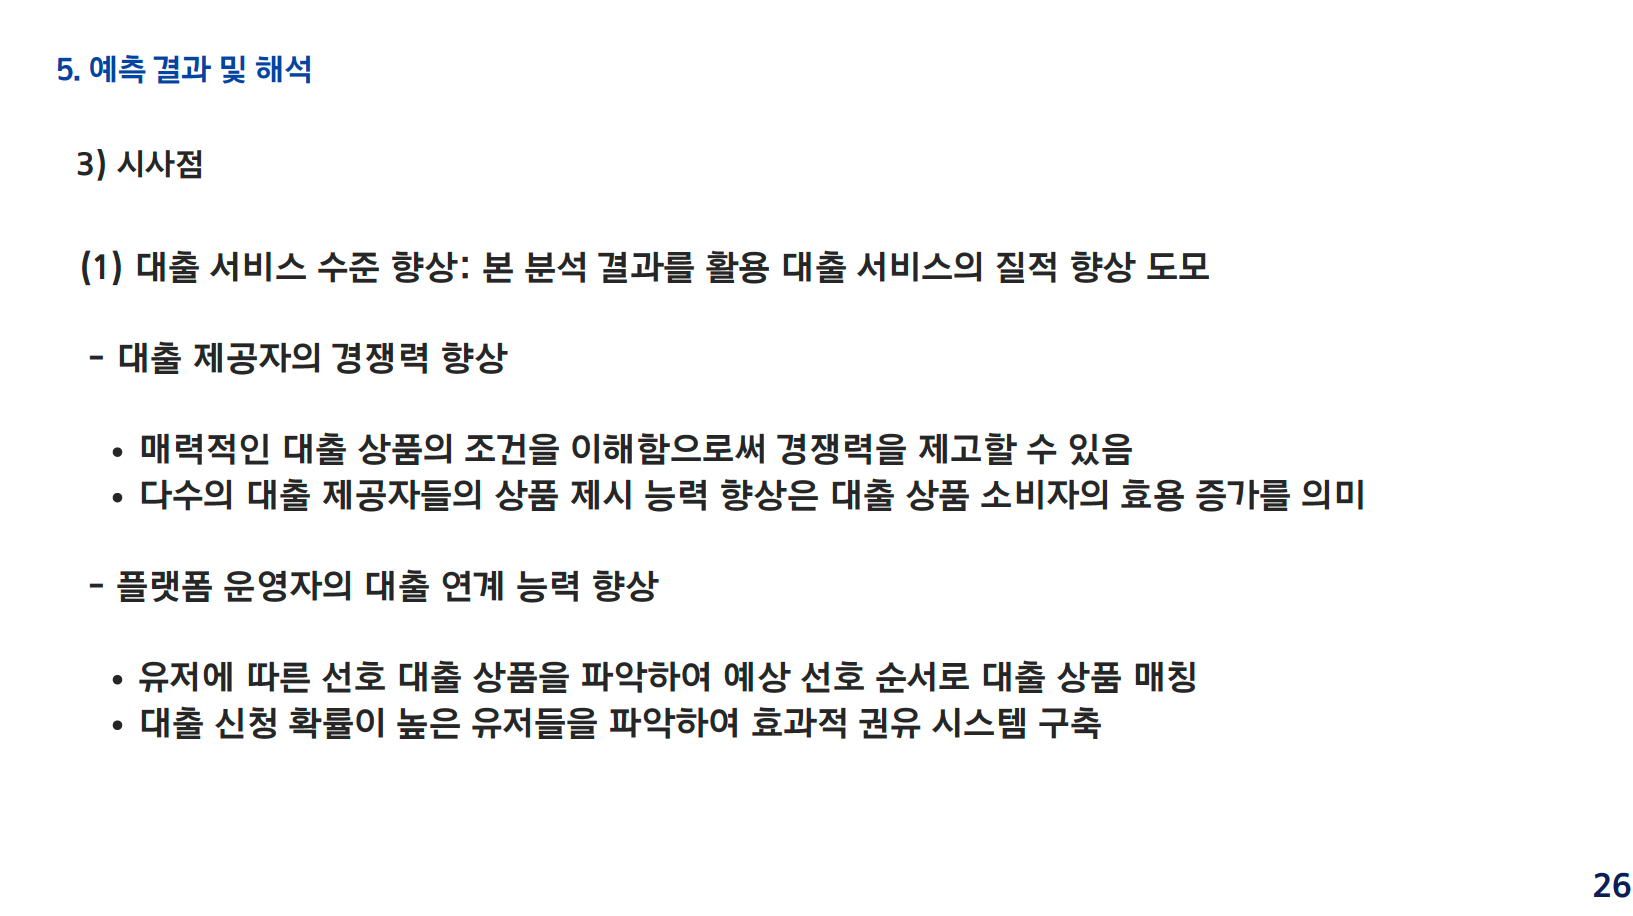 5. 예측 결과 및 해석
3) 시사점
(1) 대출 서비스 수준 향상: 본 분석 결과를 활용 대출 서비스의 질적 향상 도모
- 대출 제공자의 경쟁력 향상
• 매력적인 대출 상품의 조건을 이해함으로써 경쟁력을 제고할 수 있음
• 다수의 대출 제공자들의 상품 제시 능력 향상은 대출 상품 소비자의 효용 증가를 의미
- 플랫폼 운영자의 대출 연계 능력 향상
• 유저에 따른 선호 대출 상품을 파악하여 예상 선호 순서로 대출 상품 매칭
• 대출 신청 확률이 높은 유저들을 파악하여 효과적 권유 시스템 구축
26